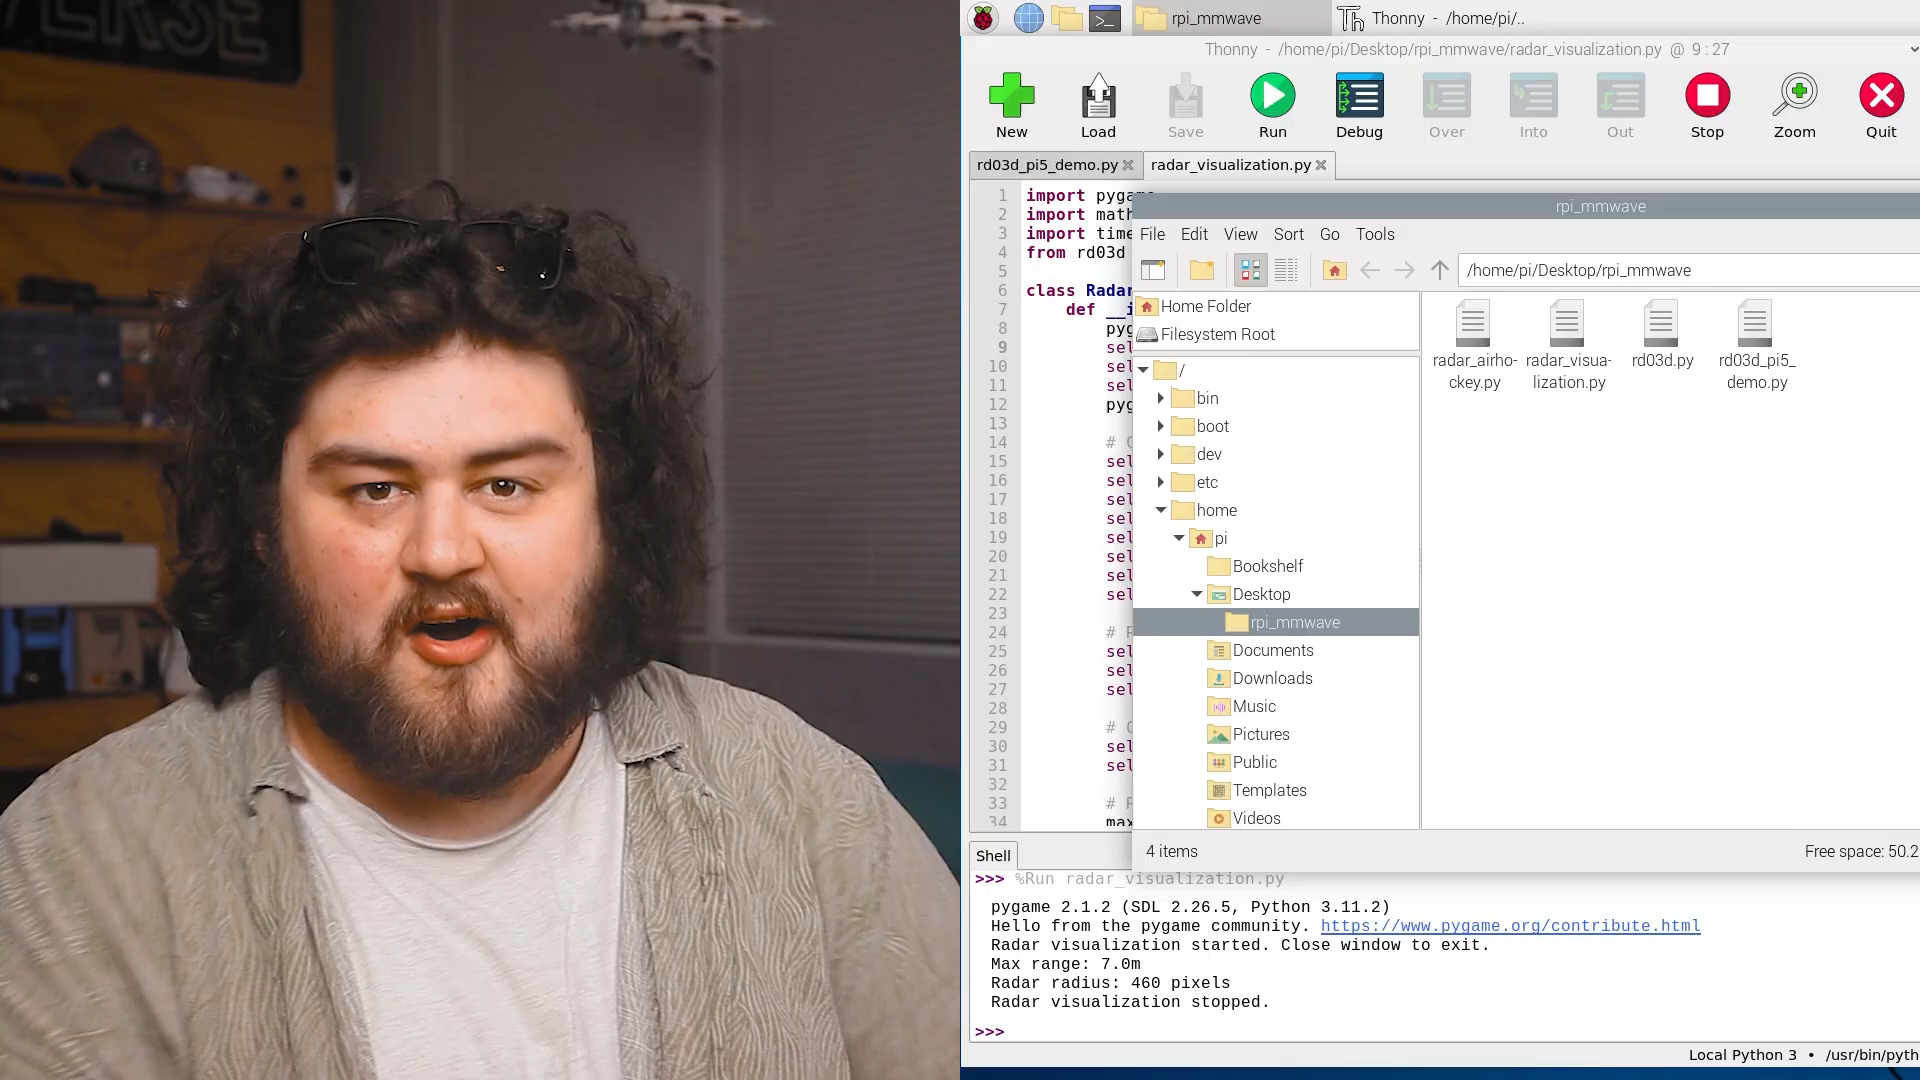 ERSE
rpi_mmwave
Thonny - /home/pi/..
Thonny - /home/pi/Desktop/rpi_mmwave/radar_visualization.py @ 9 : 27
New
Load
Save
Run
Debug
Over
Into
Out
Stop
Zoom
Quit
rd03d_pi5_demo.py
radar_visualization.py
1 import pygame
2 import math
3 import time
4 from rd03d
5
6 class Radar
7 def __i
8 pyg
9 sel
10 sel
11 sel
12 pyg
13
14 # C
15 sel
16 sel
17 sel
18 sel
19 sel
20 sel
21 sel
22 sel
23
24 # R
25 sel
26 sel
27 sel
28
29 # C
30 sel
31 sel
32
33 # P
34 max
rpi_mmwave
File Edit View Sort Go Tools
/home/pi/Desktop/rpi_mmwave
Home Folder
Filesystem Root
/
bin
boot
dev
etc
home
pi
Bookshelf
Desktop
rpi_mmwave
Documents
Downloads
Music
Pictures
Public
Templates
Videos
radar_airho-
ckey.py
radar_visua-
lization.py
rd03d.py
rd03d_pi5_
demo.py
4 items
Free space: 50.2
Shell
>>> %Run radar_visualization.py
pygame 2.1.2 (SDL 2.26.5, Python 3.11.2)
Hello from the pygame community. https://www.pygame.org/contribute.html
Radar visualization started. Close window to exit.
Max range: 7.0m
Radar radius: 460 pixels
Radar visualization stopped.
>>>
Local Python 3 • /usr/bin/pyth